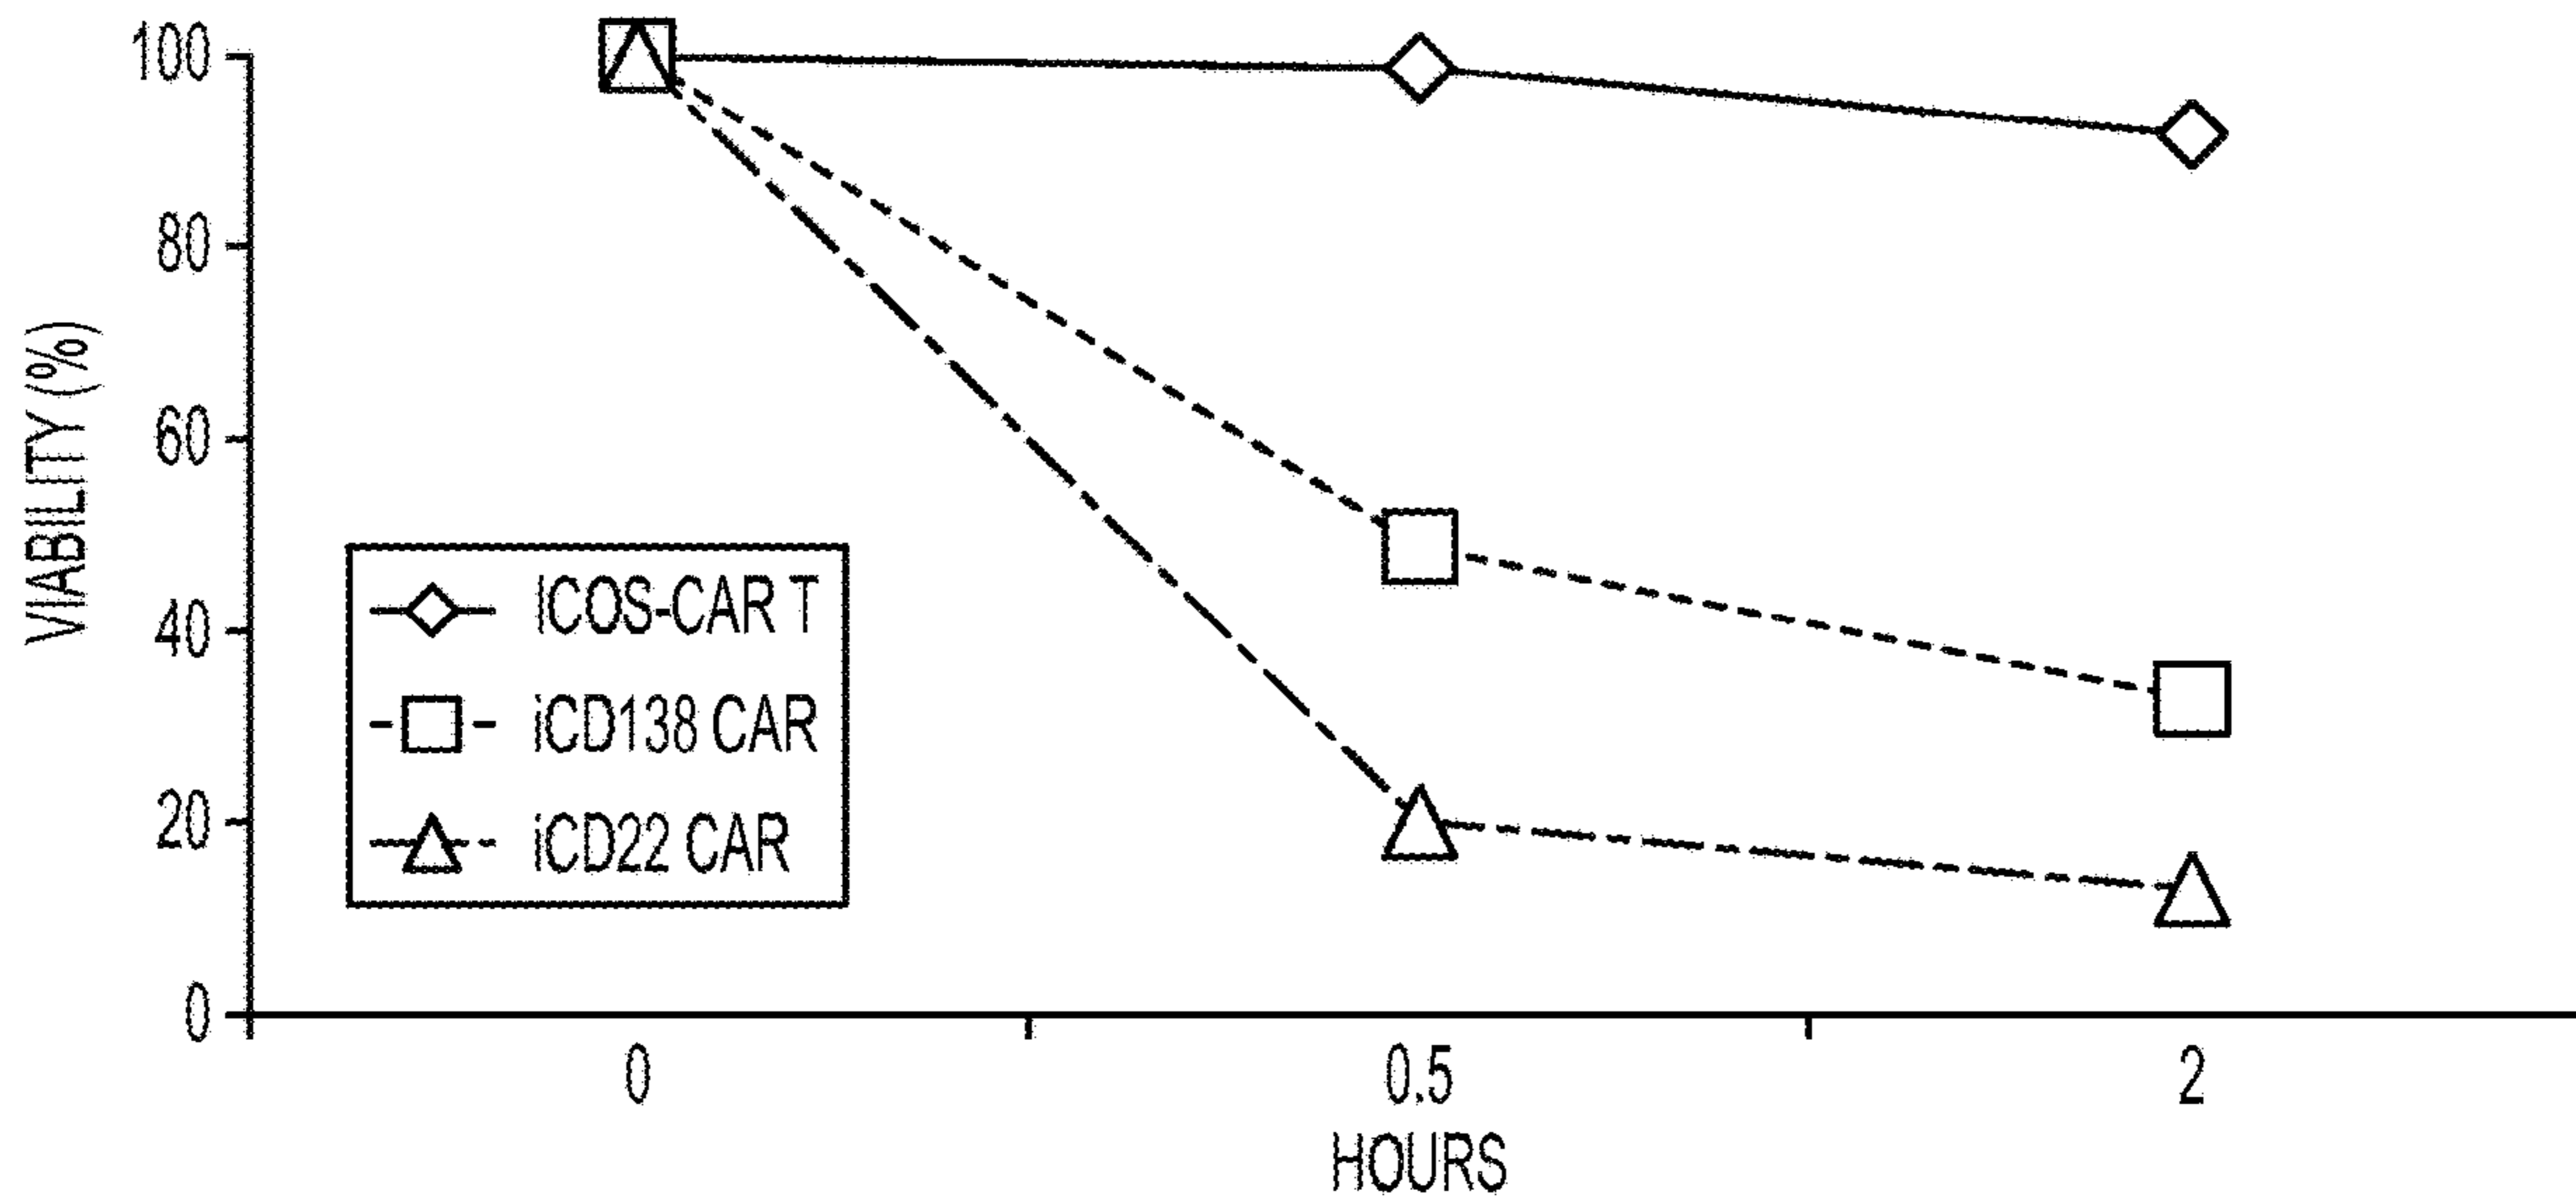 100
80
60
40
20
0
VIABILITY (%)
ICOS-CAR T
iCD138 CAR
iCD22 CAR
0 0.5 2
HOURS